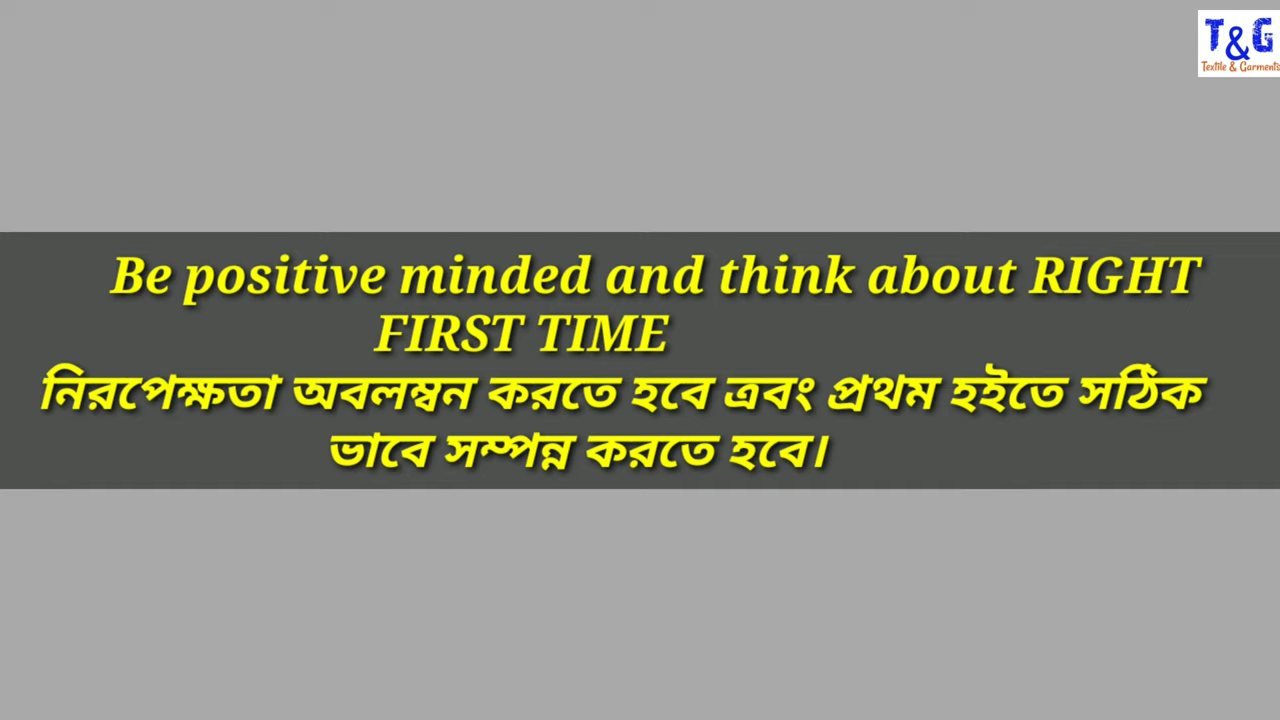 T&G
Textile & Garments
Be positive minded and think about RIGHT
FIRST TIME
নিরপেক্ষতা অবলম্বন করতে হবে ত্রবং প্রথম হইতে সঠিক
ভাবে সম্পন্ন করতে হবে।